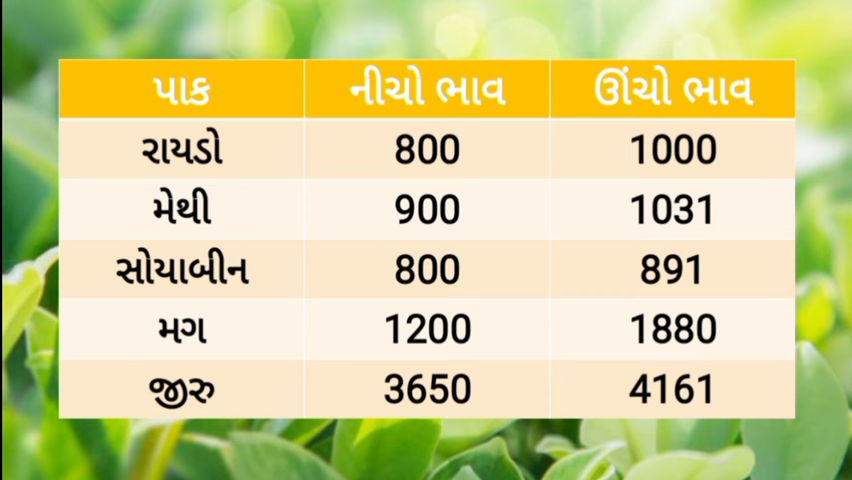 પાક નીચો ભાવ ઊંચો ભાવ
રાયડો 800 1000
મેથી 900 1031
સોયાબીન 800 891
મગ 1200 1880
જીરુ 3650 4161